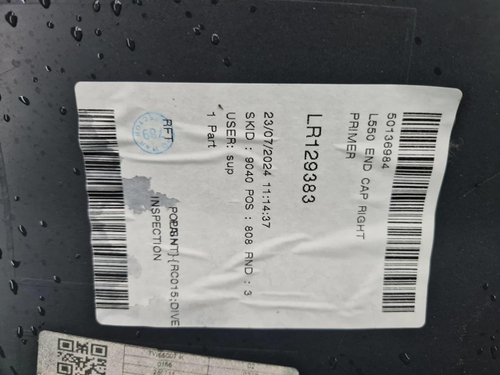 50136984
L550 END CAP RIGHT
PRIMER
LR129383
23/07/2024 11:14:37
SKID : 9040 POS : 808 RND : 3
USER: sup
1 Part
RFT
INSPECTION